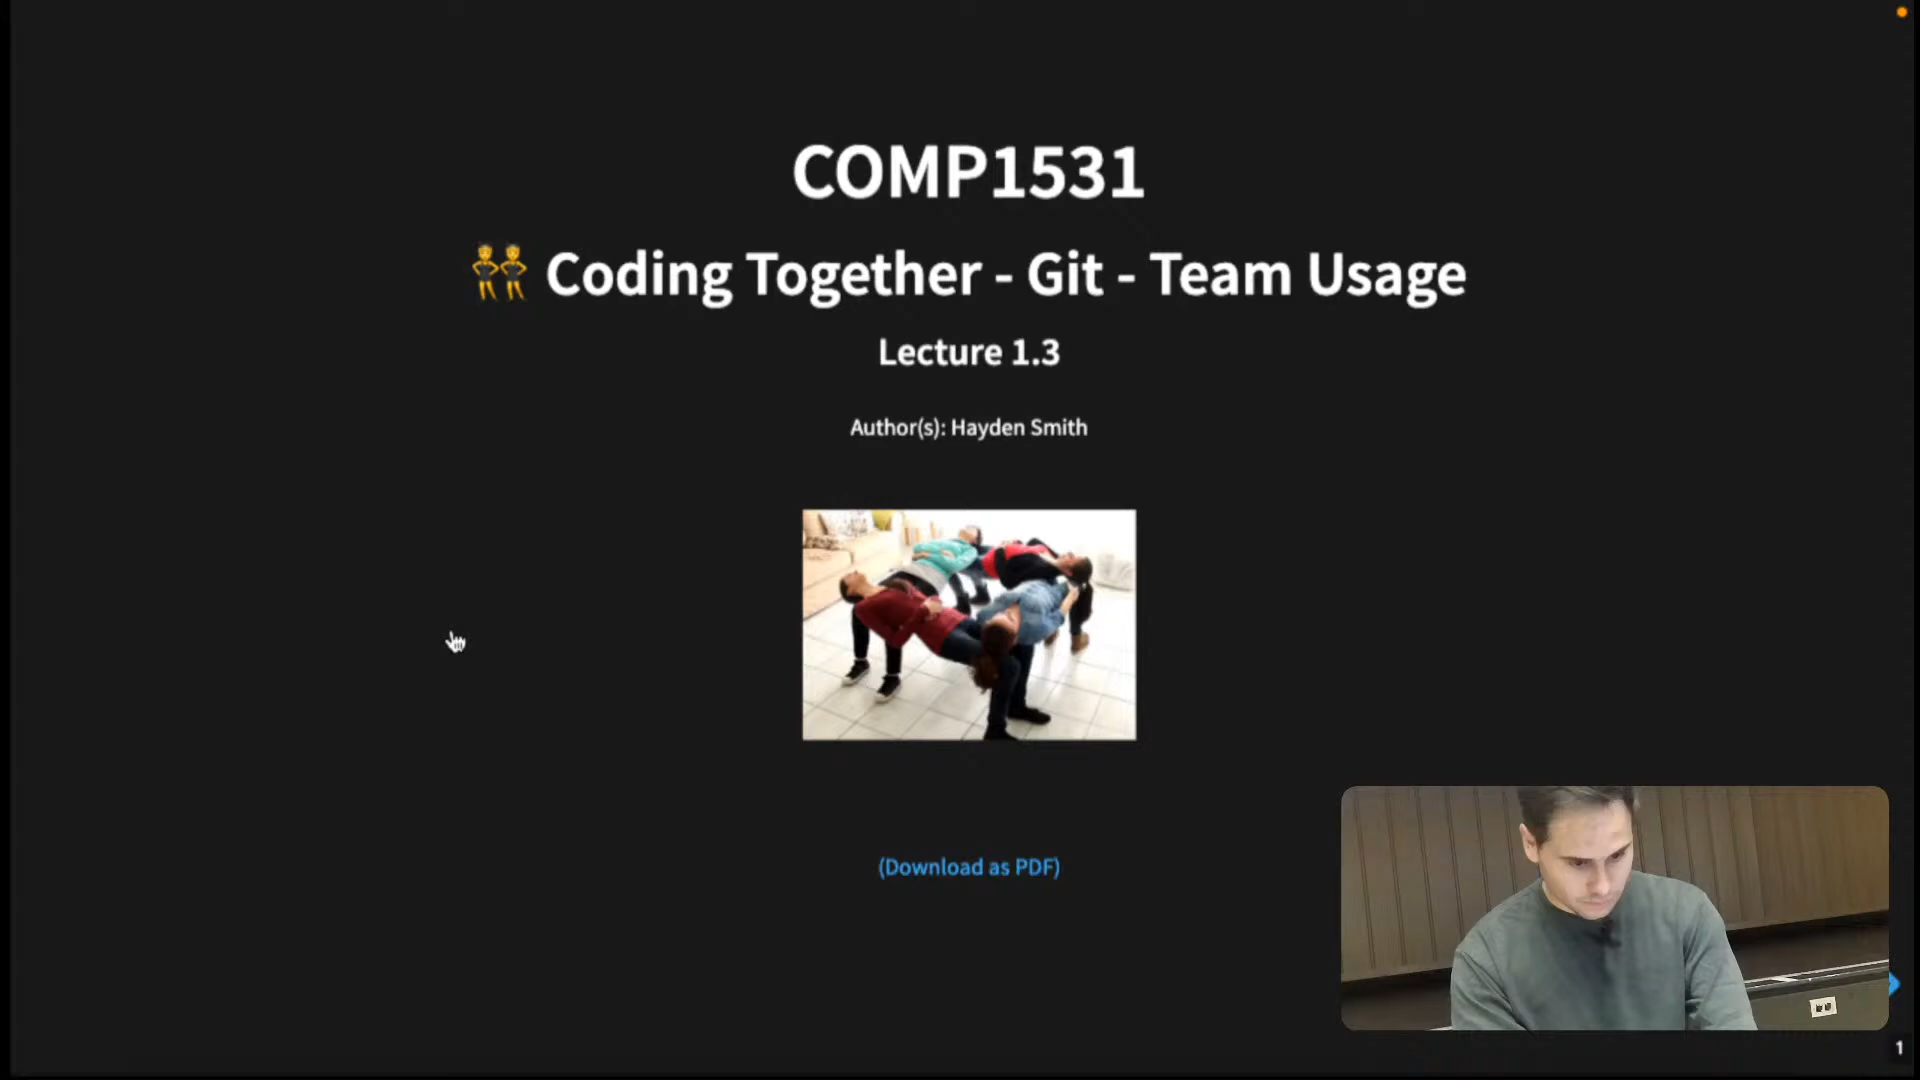 COMP1531
👯 Coding Together - Git - Team Usage
Lecture 1.3
Author(s): Hayden Smith
(Download as PDF)
1